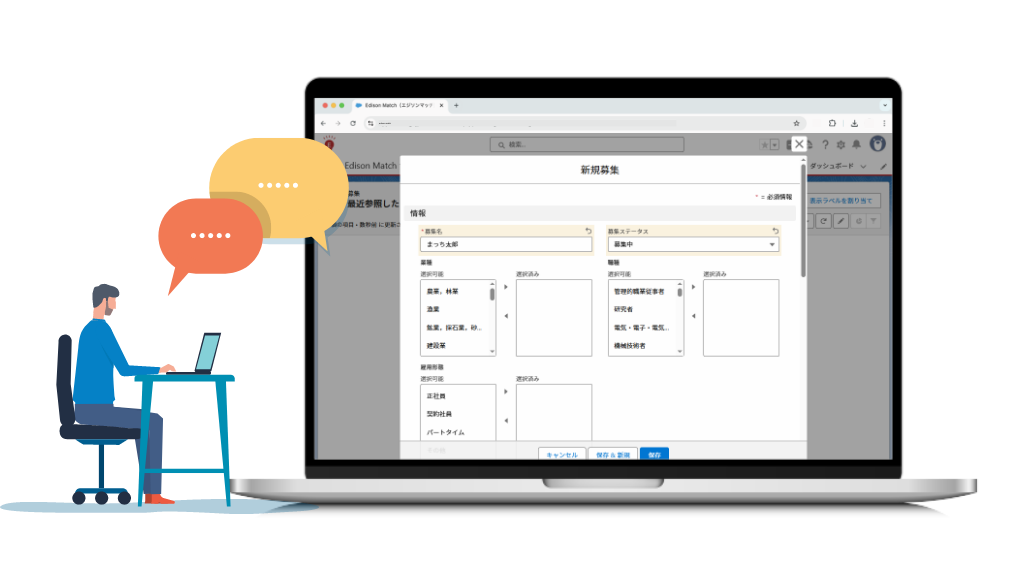 Edison Match（エジソンマッチ
検索...
Edison Match
ダッシュボード
新規募集
募集
最近参照した
表示ラベルを割り当て
* = 必須情報
情報
* 募集名
募集ステータス
まっち太郎
募集中
業種
職種
選択可能
選択済み
選択可能
選択済み
農業、林業
管理的職業従事者
漁業
研究者
鉱業、採石業、砂...
電気・電子・電気...
建設業
機械技術者
雇用形態
選択可能
選択済み
正社員
契約社員
パートタイム
キャンセル
保存 & 新規
保存